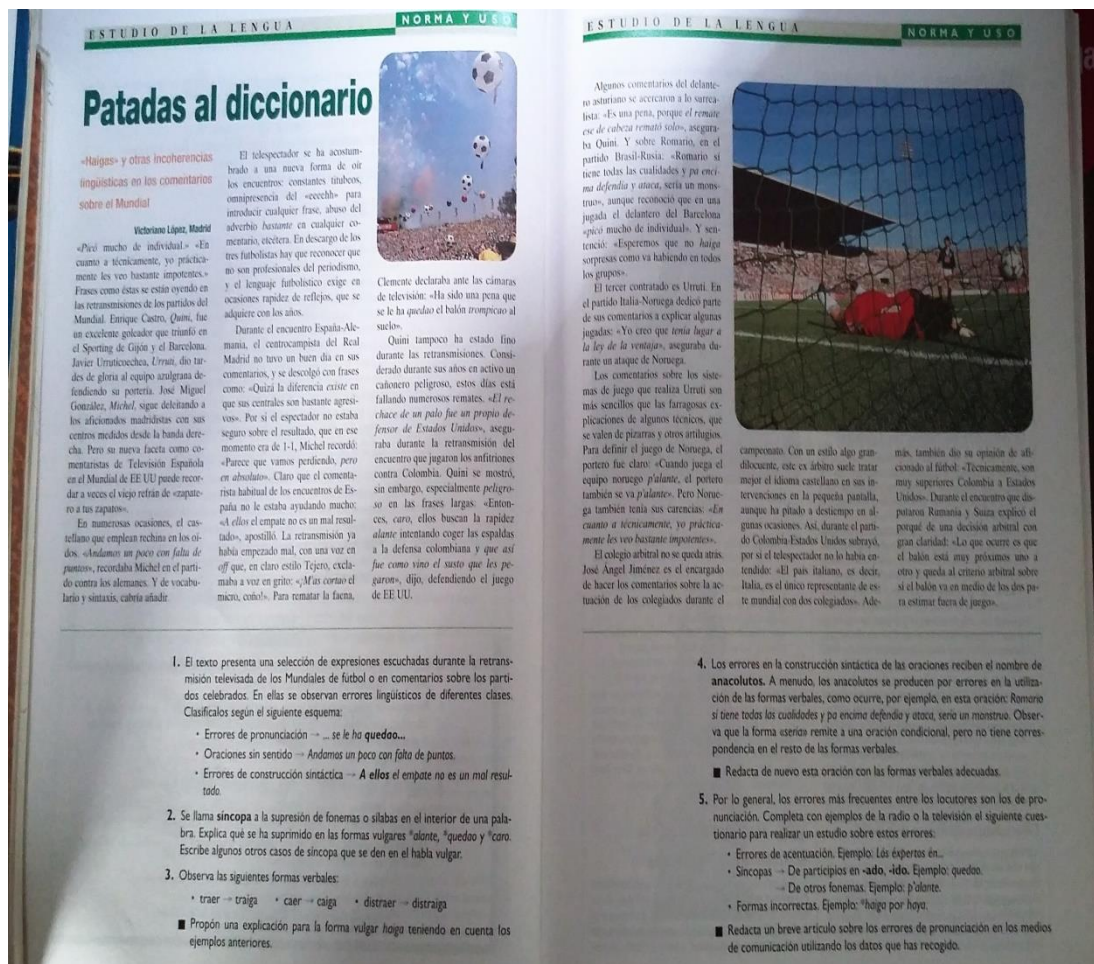 ESTUDIO DE LA LENGUA
NORMA Y USO
Patadas al diccionario
«Haigas» y otras incoherencias
lingüísticas en los comentarios
sobre el Mundial
Victoriano López, Madrid
«Picó mucho de individual.» «En
cuanto a técnicamente, yo práctica-
mente les veo bastante impotentes.»
Frases como éstas se están oyendo en
las retransmisiones de los partidos del
Mundial. Enrique Castro, Quini, fue
un excelente goleador que triunfó en
el Sporting de Gijón y el Barcelona.
Javier Urruticoechea, Urruti, dio tar-
des de gloria al equipo azulgrana de-
fendiendo su portería. José Miguel
González, Michel, sigue deleitando a
los aficionados madridistas con sus
centros medidos desde la banda dere-
cha. Pero su nueva faceta como co-
mentaristas de Televisión Española
en el Mundial de EE UU puede recor-
dar a veces el viejo refrán de «zapate-
ro a tus zapatos».
En numerosas ocasiones, el cas-
tellano que emplean rechina en los oí-
dos. «Andamos un poco con falta de
puntos», recordaba Michel en el parti-
do contra los alemanes. Y de vocabu-
lario y sintaxis, cabría añadir.
El telespectador se ha acostum-
brado a una nueva forma de oír
los encuentros: constantes titubeos,
omnipresencia del «eeeehh» para
introducir cualquier frase, abuso del
adverbio bastante en cualquier co-
mentario, etcétera. En descargo de los
tres futbolistas hay que reconocer que
no son profesionales del periodismo,
y el lenguaje futbolístico exige en
ocasiones rapidez de reflejos, que se
adquiere con los años.
Durante el encuentro España-Ale-
mania, el centrocampista del Real
Madrid no tuvo un buen día en sus
comentarios, y se descolgó con frases
como: «Quizá la diferencia existe en
que sus centrales son bastante agresi-
vos». Por si el espectador no estaba
seguro sobre el resultado, que en ese
momento era de 1-1, Michel recordó:
«Parece que vamos perdiendo, pero
en absoluto». Claro que el comenta-
rista habitual de los encuentros de Es-
paña no le estaba ayudando mucho:
«A ellos el empate no es un mal resul-
tado», apostilló. La retransmisión ya
había empezado mal, con una voz en
off que, en claro estilo Tejero, excla-
maba a voz en grito: «¡M'as cortao el
micro, coño!». Para rematar la faena,
Clemente declaraba ante las cámaras
de televisión: «Ha sido una pena que
se le ha quedao el balón trompicao al
suelo».
Quini tampoco ha estado fino
durante las retransmisiones. Consi-
derado durante sus años en activo un
cañonero peligroso, estos días está
fallando numerosos remates. «El re-
chace de un palo fue un propio de-
fensor de Estados Unidos», asegu-
raba durante la retransmisión del
encuentro que jugaron los anfitriones
contra Colombia. Quini se mostró,
sin embargo, especialmente peligro-
so en las frases largas: «Enton-
ces, caro, ellos buscan la rapidez
alante intentando coger las espaldas
a la defensa colombiana y que así
fue como vino el susto que les pe-
garon», dijo, defendiendo el juego
de EE UU.
1. El texto presenta una selección de expresiones escuchadas durante la retrans-
misión televisada de los Mundiales de fútbol o en comentarios sobre los parti-
dos celebrados. En ellas se observan errores lingüísticos de diferentes clases.
Clasifícalos según el siguiente esquema:
• Errores de pronunciación → ... se le ha quedao...
• Oraciones sin sentido → Andamos un poco con falta de puntos.
• Errores de construcción sintáctica → A ellos el empate no es un mal resul-
tado.
2. Se llama síncopa a la supresión de fonemas o sílabas en el interior de una pala-
bra. Explica qué se ha suprimido en las formas vulgares *alante, *quedao y *caro.
Escribe algunos otros casos de síncopa que se den en el habla vulgar.
3. Observa las siguientes formas verbales:
• traer → traiga • caer → caiga • distraer → distraiga
■ Propón una explicación para la forma vulgar haiga teniendo en cuenta los
ejemplos anteriores.
ESTUDIO DE LA LENGUA
NORMA Y USO
Algunos comentarios del delante-
ro asturiano se acercaron a lo surrea-
lista: «Es una pena, porque el remate
ese de cabeza remató solo», asegura-
ba Quini. Y sobre Romario, en el
partido Brasil-Rusia: «Romario si
tiene todas las cualidades y pa enci-
ma defendía y ataca, sería un mons-
truo», aunque reconoció que en una
jugada el delantero del Barcelona
«picó mucho de individual». Y sen-
tenció: «Esperemos que no haiga
sorpresas como va habiendo en todos
los grupos».
El tercer contratado es Urruti. En
el partido Italia-Noruega dedicó parte
de sus comentarios a explicar algunas
jugadas: «Yo creo que tenía lugar a
la ley de la ventaja», aseguraba du-
rante un ataque de Noruega.
Los comentarios sobre los siste-
mas de juego que realiza Urruti son
más sencillos que las farragosas ex-
plicaciones de algunos técnicos, que
se valen de pizarras y otros artilugios.
Para definir el juego de Noruega, el
portero fue claro: «Cuando juega el
equipo noruego p'alante, el portero
también se va p'alante». Pero Norue-
ga también tenía sus carencias: «En
cuanto a técnicamente, yo práctica-
mente les veo bastante impotentes».
El colegio arbitral no se queda atrás.
José Ángel Jiménez es el encargado
de hacer los comentarios sobre la ac-
tuación de los colegiados durante el
campeonato. Con un estilo algo gran-
dilocuente, este ex árbitro suele tratar
mejor el idioma castellano en sus in-
tervenciones en la pequeña pantalla,
aunque ha pitado a destiempo en al-
gunas ocasiones. Así, durante el parti-
do Colombia-Estados Unidos subrayó,
por si el telespectador no lo había en-
tendido: «El país italiano, es decir,
Italia, es el único representante de es-
te mundial con dos colegiados». Ade-
más, también dio su opinión de afi-
cionado al fútbol: «Técnicamente, son
muy superiores Colombia a Estados
Unidos». Durante el encuentro que dis-
putaron Rumanía y Suiza explicó el
porqué de una decisión arbitral con
gran claridad: «Lo que ocurre es que
el balón está muy próximos uno a
otro y queda al criterio arbitral sobre
si el balón va en medio de los dos pa-
ra estimar fuera de juego».
4. Los errores en la construcción sintáctica de las oraciones reciben el nombre de
anacolutos. A menudo, los anacolutos se producen por errores en la utiliza-
ción de las formas verbales, como ocurre, por ejemplo, en esta oración: Romario
si tiene todas las cualidades y pa encima defendía y ataca, sería un monstruo. Obser-
va que la forma «sería» remite a una oración condicional, pero no tiene corres-
pondencia en el resto de las formas verbales.
■ Redacta de nuevo esta oración con las formas verbales adecuadas.
5. Por lo general, los errores más frecuentes entre los locutores son los de pro-
nunciación. Completa con ejemplos de la radio o la televisión el siguiente cues-
tionario para realizar un estudio sobre estos errores:
• Errores de acentuación. Ejemplo: Lós éxpertos en...
• Síncopas → De participios en -ado, -ido. Ejemplo: quedao.
→ De otros fonemas. Ejemplo: p'alante.
• Formas incorrectas. Ejemplo: *haiga por haya.
■ Redacta un breve artículo sobre los errores de pronunciación en los medios
de comunicación utilizando los datos que has recogido.